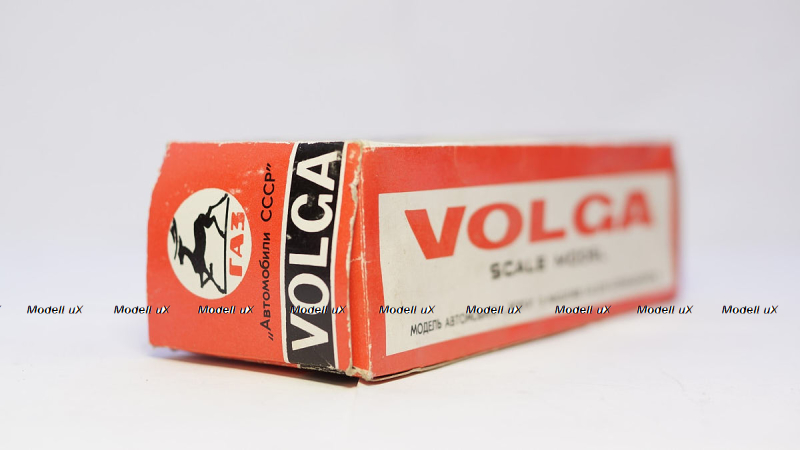 ГАЗ
„Автомобили СССР”
VOLGA
VOLGA
SCALE MODEL
МОДЕЛЬ АВТОМОБИЛЯ
Modell uX Modell uX Modell uX Modell uX Modell uX Modell uX Modell uX Modell uX Modell uX